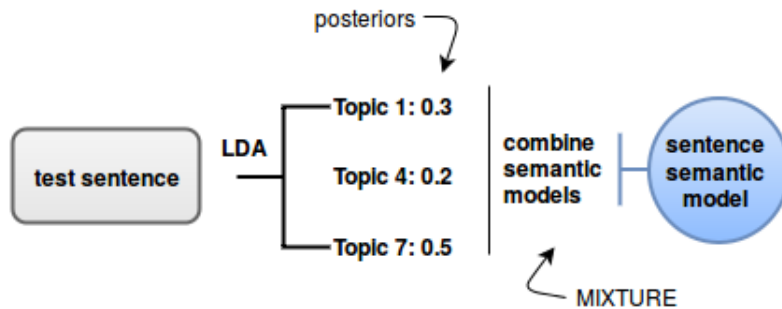 posteriors
test sentence
LDA
Topic 1: 0.3
Topic 4: 0.2
Topic 7: 0.5
combine
semantic
models
sentence
semantic
model
MIXTURE